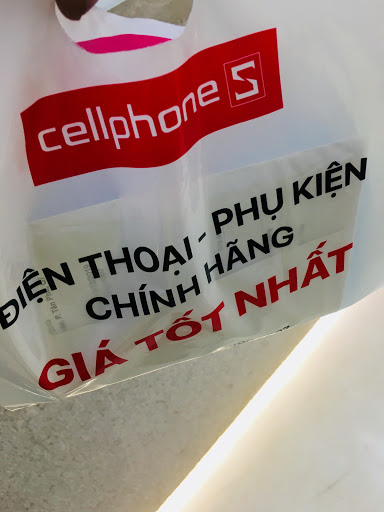 cellphone S
ĐIỆN THOẠI - PHỤ KIỆN
CHÍNH HÃNG
GIÁ TỐT NHẤT